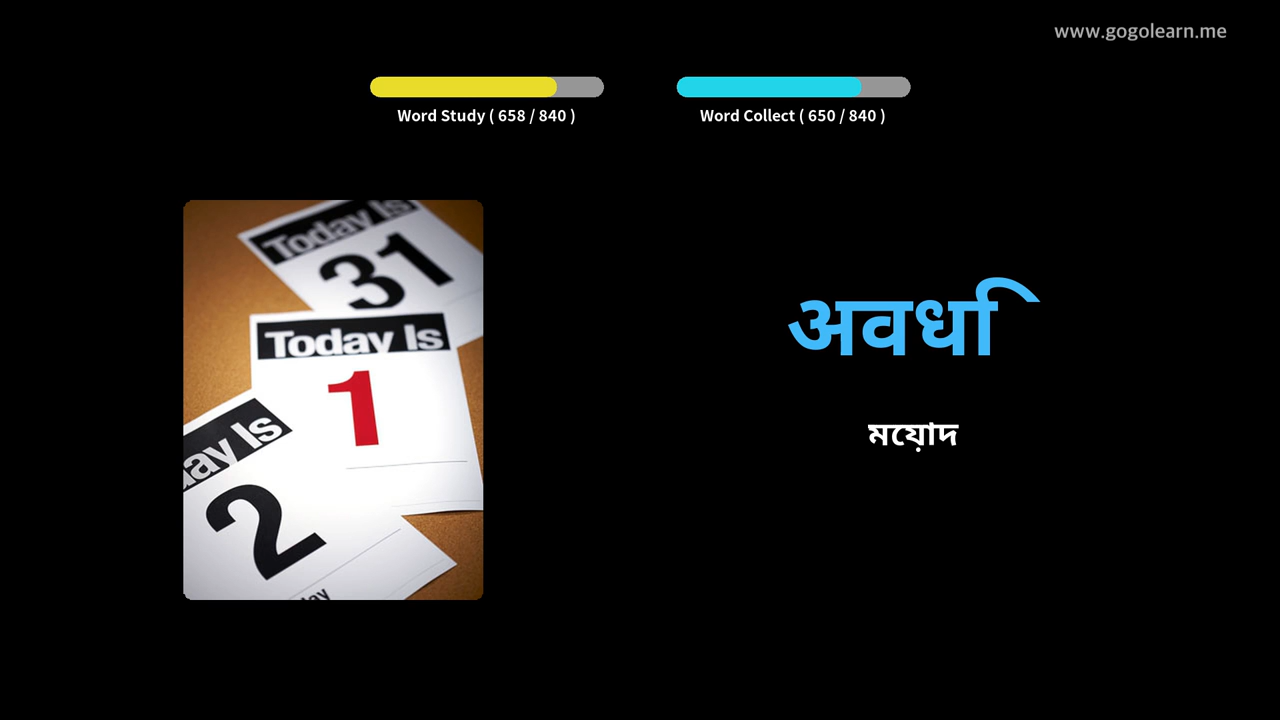 www.gogolearn.me
Word Study ( 658 / 840 )
Word Collect ( 650 / 840 )
Today Is
31
Today Is
1
day Is
2
अवधि
মেয়াদ